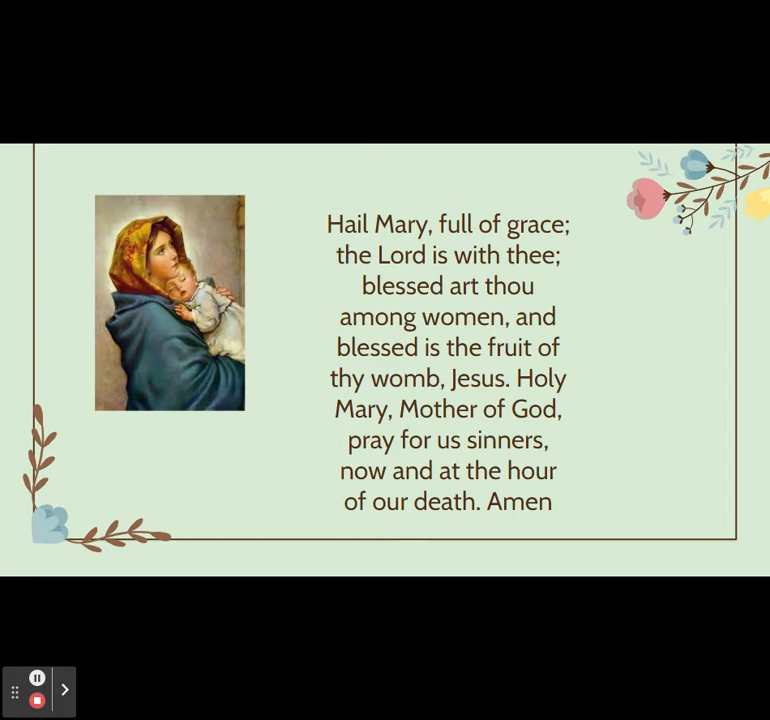 Hail Mary, full of grace;
the Lord is with thee;
blessed art thou
among women, and
blessed is the fruit of
thy womb, Jesus. Holy
Mary, Mother of God,
pray for us sinners,
now and at the hour
of our death. Amen